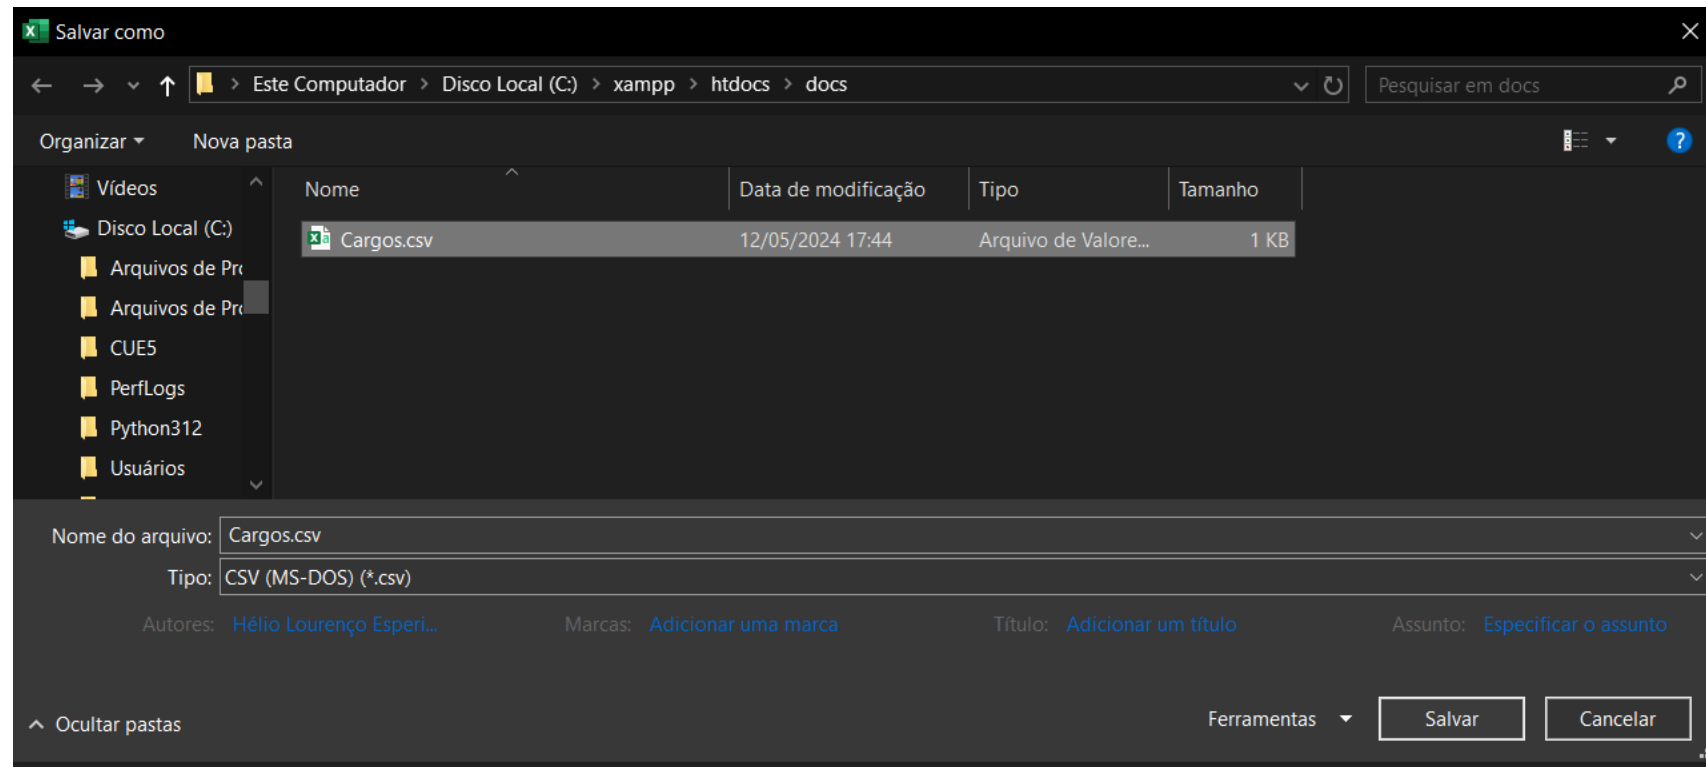 Salvar como
Este Computador > Disco Local (C:) > xampp > htdocs > docs
Pesquisar em docs
Organizar
Nova pasta
Vídeos
Disco Local (C:)
Arquivos de Pro
Arquivos de Pro
CUE5
PerfLogs
Python312
Usuários
Nome Data de modificação Tipo Tamanho
Cargos.csv 12/05/2024 17:44 Arquivo de Valore... 1 KB
Nome do arquivo: Cargos.csv
Tipo: CSV (MS-DOS) (*.csv)
Autores: Hélio Lourenço Esperi... Marcas: Adicionar uma marca Título: Adicionar um título Assunto: Especificar o assunto
Ocultar pastas
Ferramentas
Salvar
Cancelar